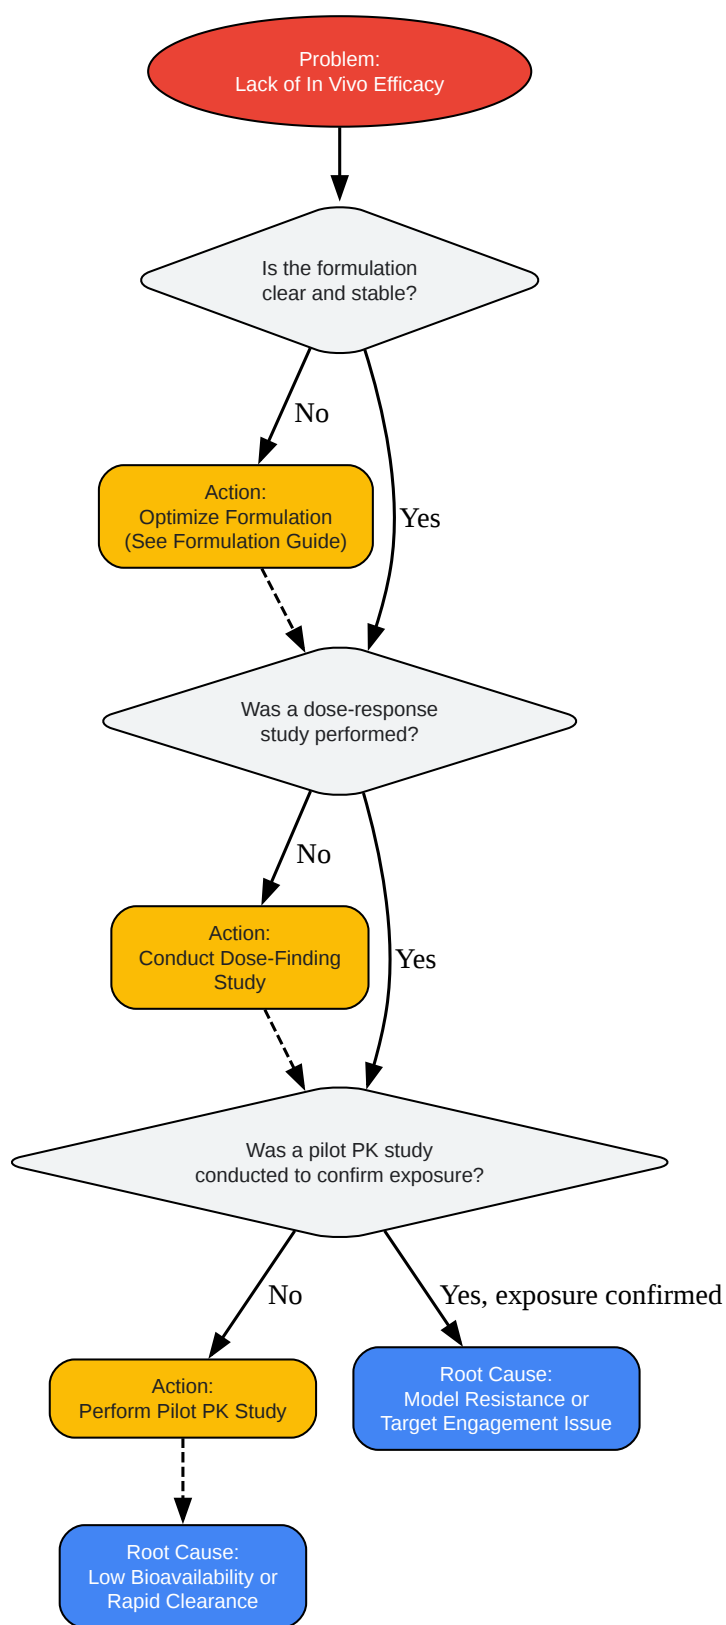 Problem:
Lack of In Vivo Efficacy
Is the formulation
clear and stable?
No
Yes
Action:
Optimize Formulation
(See Formulation Guide)
Was a dose-response
study performed?
No
Yes
Action:
Conduct Dose-Finding
Study
Was a pilot PK study
conducted to confirm exposure?
No
Yes, exposure confirmed
Action:
Perform Pilot PK Study
Root Cause:
Model Resistance or
Target Engagement Issue
Root Cause:
Low Bioavailability or
Rapid Clearance